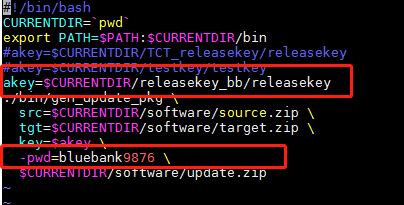 #!/bin/bash
CURRENTDIR=`pwd`
export PATH=$PATH:$CURRENTDIR/bin
#akey=$CURRENTDIR/TCT_releasekey/releasekey
#akey=$CURRENTDIR/testkey/testkey
akey=$CURRENTDIR/releasekey_bb/releasekey
./bin/gen_update_pkg \
src=$CURRENTDIR/software/source.zip \
tgt=$CURRENTDIR/software/target.zip \
key=$akey \
-pwd=bluebank9876 \
$CURRENTDIR/software/update.zip
~
~